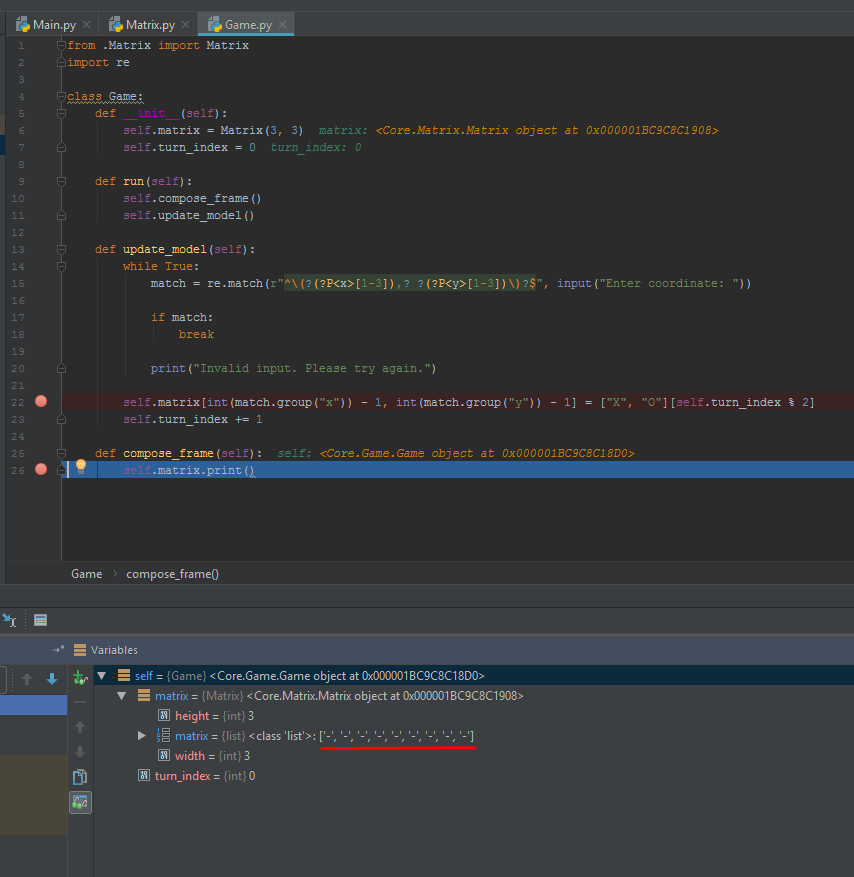 Main.py Matrix.py Game.py
1 from .Matrix import Matrix
2 import re
3
4 class Game:
5 def __init__(self):
6 self.matrix = Matrix(3, 3) matrix: <Core.Matrix.Matrix object at 0x000001BC9C8C1908>
7 self.turn_index = 0 turn_index: 0
8
9 def run(self):
10 self.compose_frame()
11 self.update_model()
12
13 def update_model(self):
14 while True:
15 match = re.match(r"^\(?(?P<x>[1-3]),? ?(?P<y>[1-3])\)?$", input("Enter coordinate: "))
16
17 if match:
18 break
19
20 print("Invalid input. Please try again.")
21
22 self.matrix[int(match.group("x")) - 1, int(match.group("y")) - 1] = ["X", "O"][self.turn_index % 2]
23 self.turn_index += 1
24
25 def compose_frame(self): self: <Core.Game.Game object at 0x000001BC9C8C18D0>
26 self.matrix.print()
Game › compose_frame()
Variables
self = {Game} <Core.Game.Game object at 0x000001BC9C8C18D0>
matrix = {Matrix} <Core.Matrix.Matrix object at 0x000001BC9C8C1908>
height = {int} 3
matrix = {list} <class 'list'>: ['-', '-', '-', '-', '-', '-', '-', '-', '-']
width = {int} 3
turn_index = {int} 0